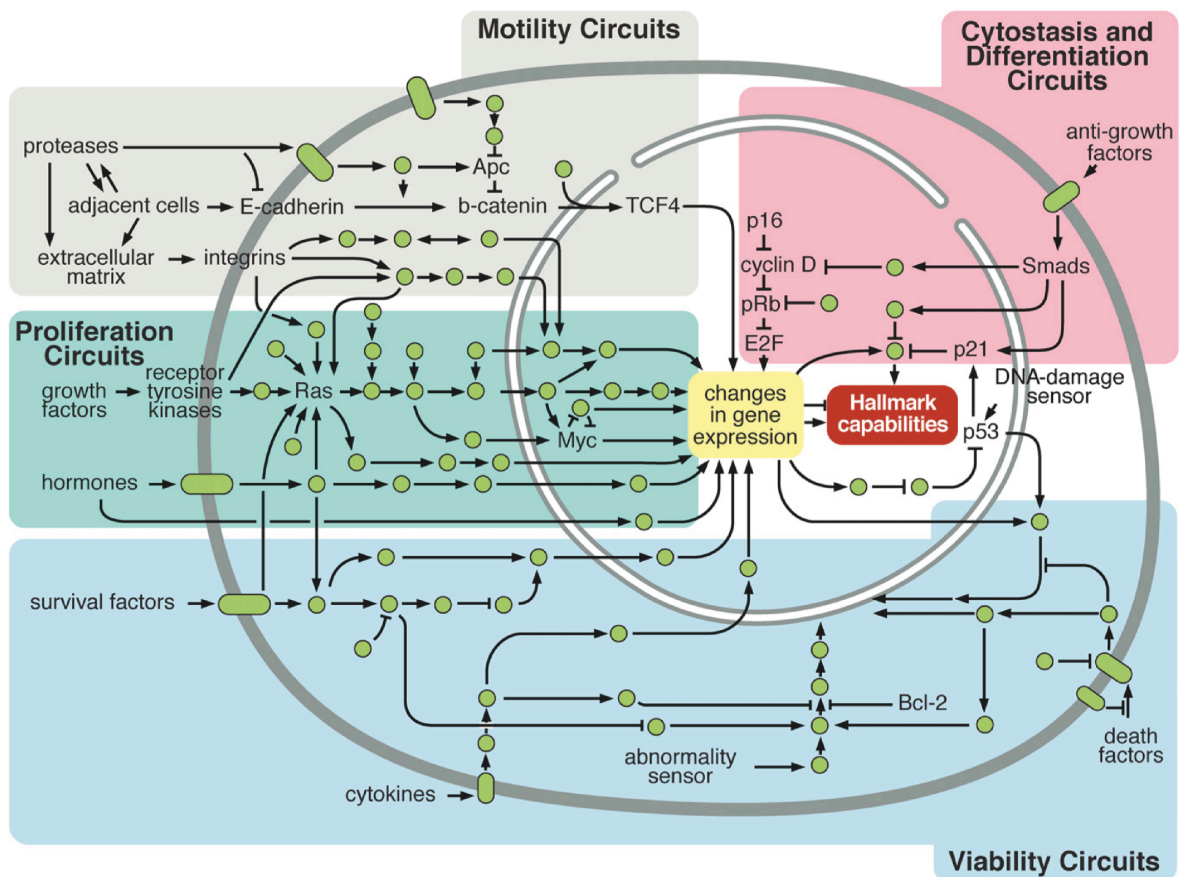 Motility Circuits
Cytostasis and
Differentiation
Circuits
proteases
Apc
anti-growth
factors
adjacent cells
E-cadherin
b-catenin
TCF4
p16
extracellular
matrix
integrins
cyclin D
Smads
pRb
E2F
p21
Proliferation
Circuits
growth
factors
receptor
tyrosine
kinases
Ras
Myc
changes
in gene
expression
Hallmark
capabilities
DNA-damage
sensor
p53
hormones
survival factors
Bcl-2
abnormality
sensor
death
factors
cytokines
Viability Circuits